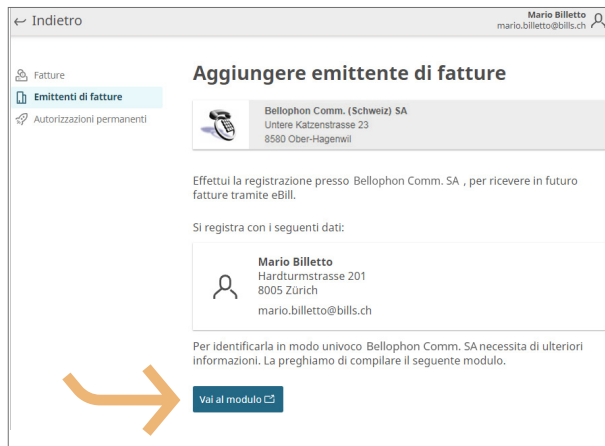 ← Indietro
Mario Billetto
mario.billetto@bills.ch
Fatture
Emittenti di fatture
Autorizzazioni permanenti
Aggiungere emittente di fatture
Bellophon Comm. (Schweiz) SA
Untere Katzenstrasse 23
8580 Ober-Hagenwil
Effettui la registrazione presso Bellophon Comm. SA , per ricevere in futuro
fatture tramite eBill.
Si registra con i seguenti dati:
Mario Billetto
Hardturmstrasse 201
8005 Zürich
mario.billetto@bills.ch
Per identificarla in modo univoco Bellophon Comm. SA necessita di ulteriori
informazioni. La preghiamo di compilare il seguente modulo.
Vai al modulo